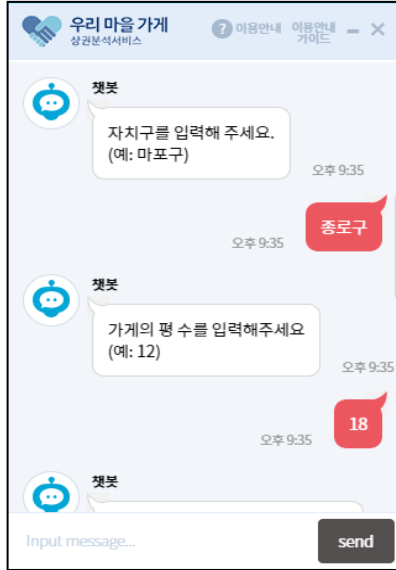 우리 마을 가게
상권분석서비스
? 이용안내
이용안내
가이드
챗봇
자치구를 입력해 주세요.
(예: 마포구)
오후 9:35
종로구
오후 9:35
챗봇
가게의 평 수를 입력해주세요
(예: 12)
오후 9:35
18
오후 9:35
챗봇
Input message...
send